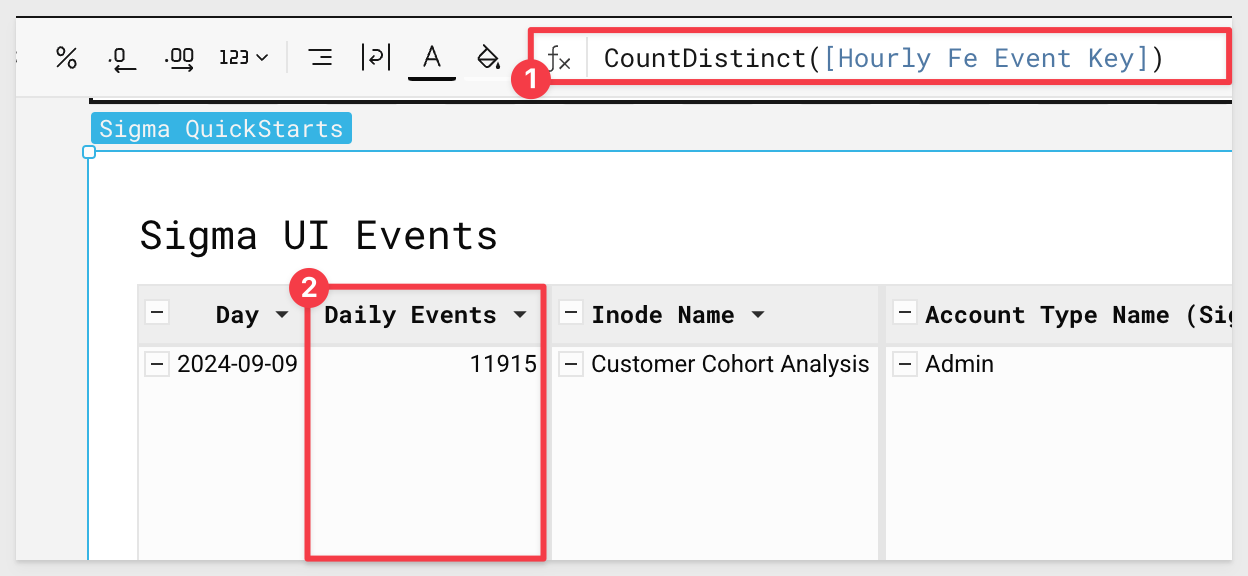 % .0 .00 123 A fx CountDistinct([Hourly Fe Event Key])
1
Sigma QuickStarts
Sigma UI Events
2
Day Daily Events Inode Name Account Type Name (Sig
2024-09-09 11915 Customer Cohort Analysis Admin